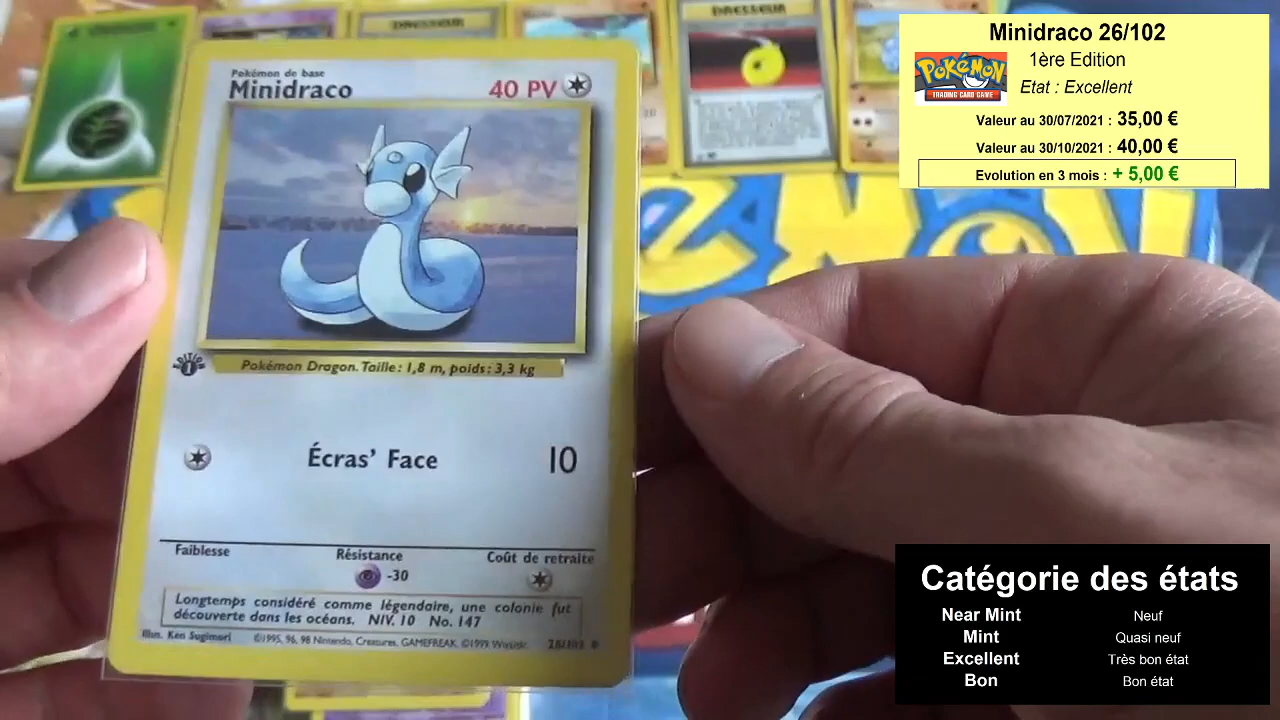 DRESSEUR
DRESSEUR
Pokémon de base
Minidraco
40 PV
EDITION
1
Pokémon Dragon. Taille : 1,8 m, poids : 3,3 kg
Écras' Face
10
Faiblesse
Résistance
Coût de retraite
-30
Longtemps considéré comme légendaire, une colonie fut
découverte dans les océans. NIV. 10 No. 147
Illus. Ken Sugimori
©1995, 96, 98 Nintendo, Creatures, GAMEFREAK. ©1999 Wizards.
26/102
Minidraco 26/102
POKéMON
TRADING CARD GAME
1ère Edition
Etat : Excellent
Valeur au 30/07/2021 : 35,00 €
Valeur au 30/10/2021 : 40,00 €
Evolution en 3 mois : + 5,00 €
Catégorie des états
Near Mint Neuf
Mint Quasi neuf
Excellent Très bon état
Bon Bon état